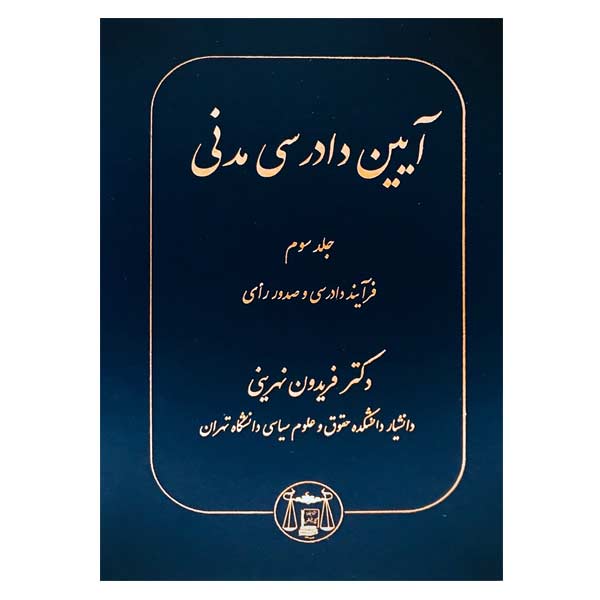 آیین دادرسی مدنی
جلد سوم
فرآیند دادرسی و صدور رأی
دکتر فریدون نهرینی
دانشیار دانشکده حقوق و علوم سیاسی دانشگاه تهران